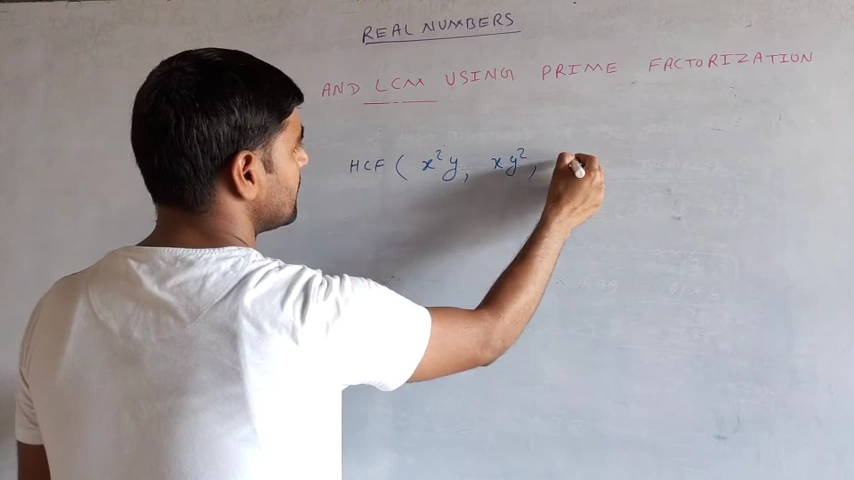 REAL NUMBERS
AND LCM USING PRIME FACTORIZATION
HCF ( x²y, xy²,